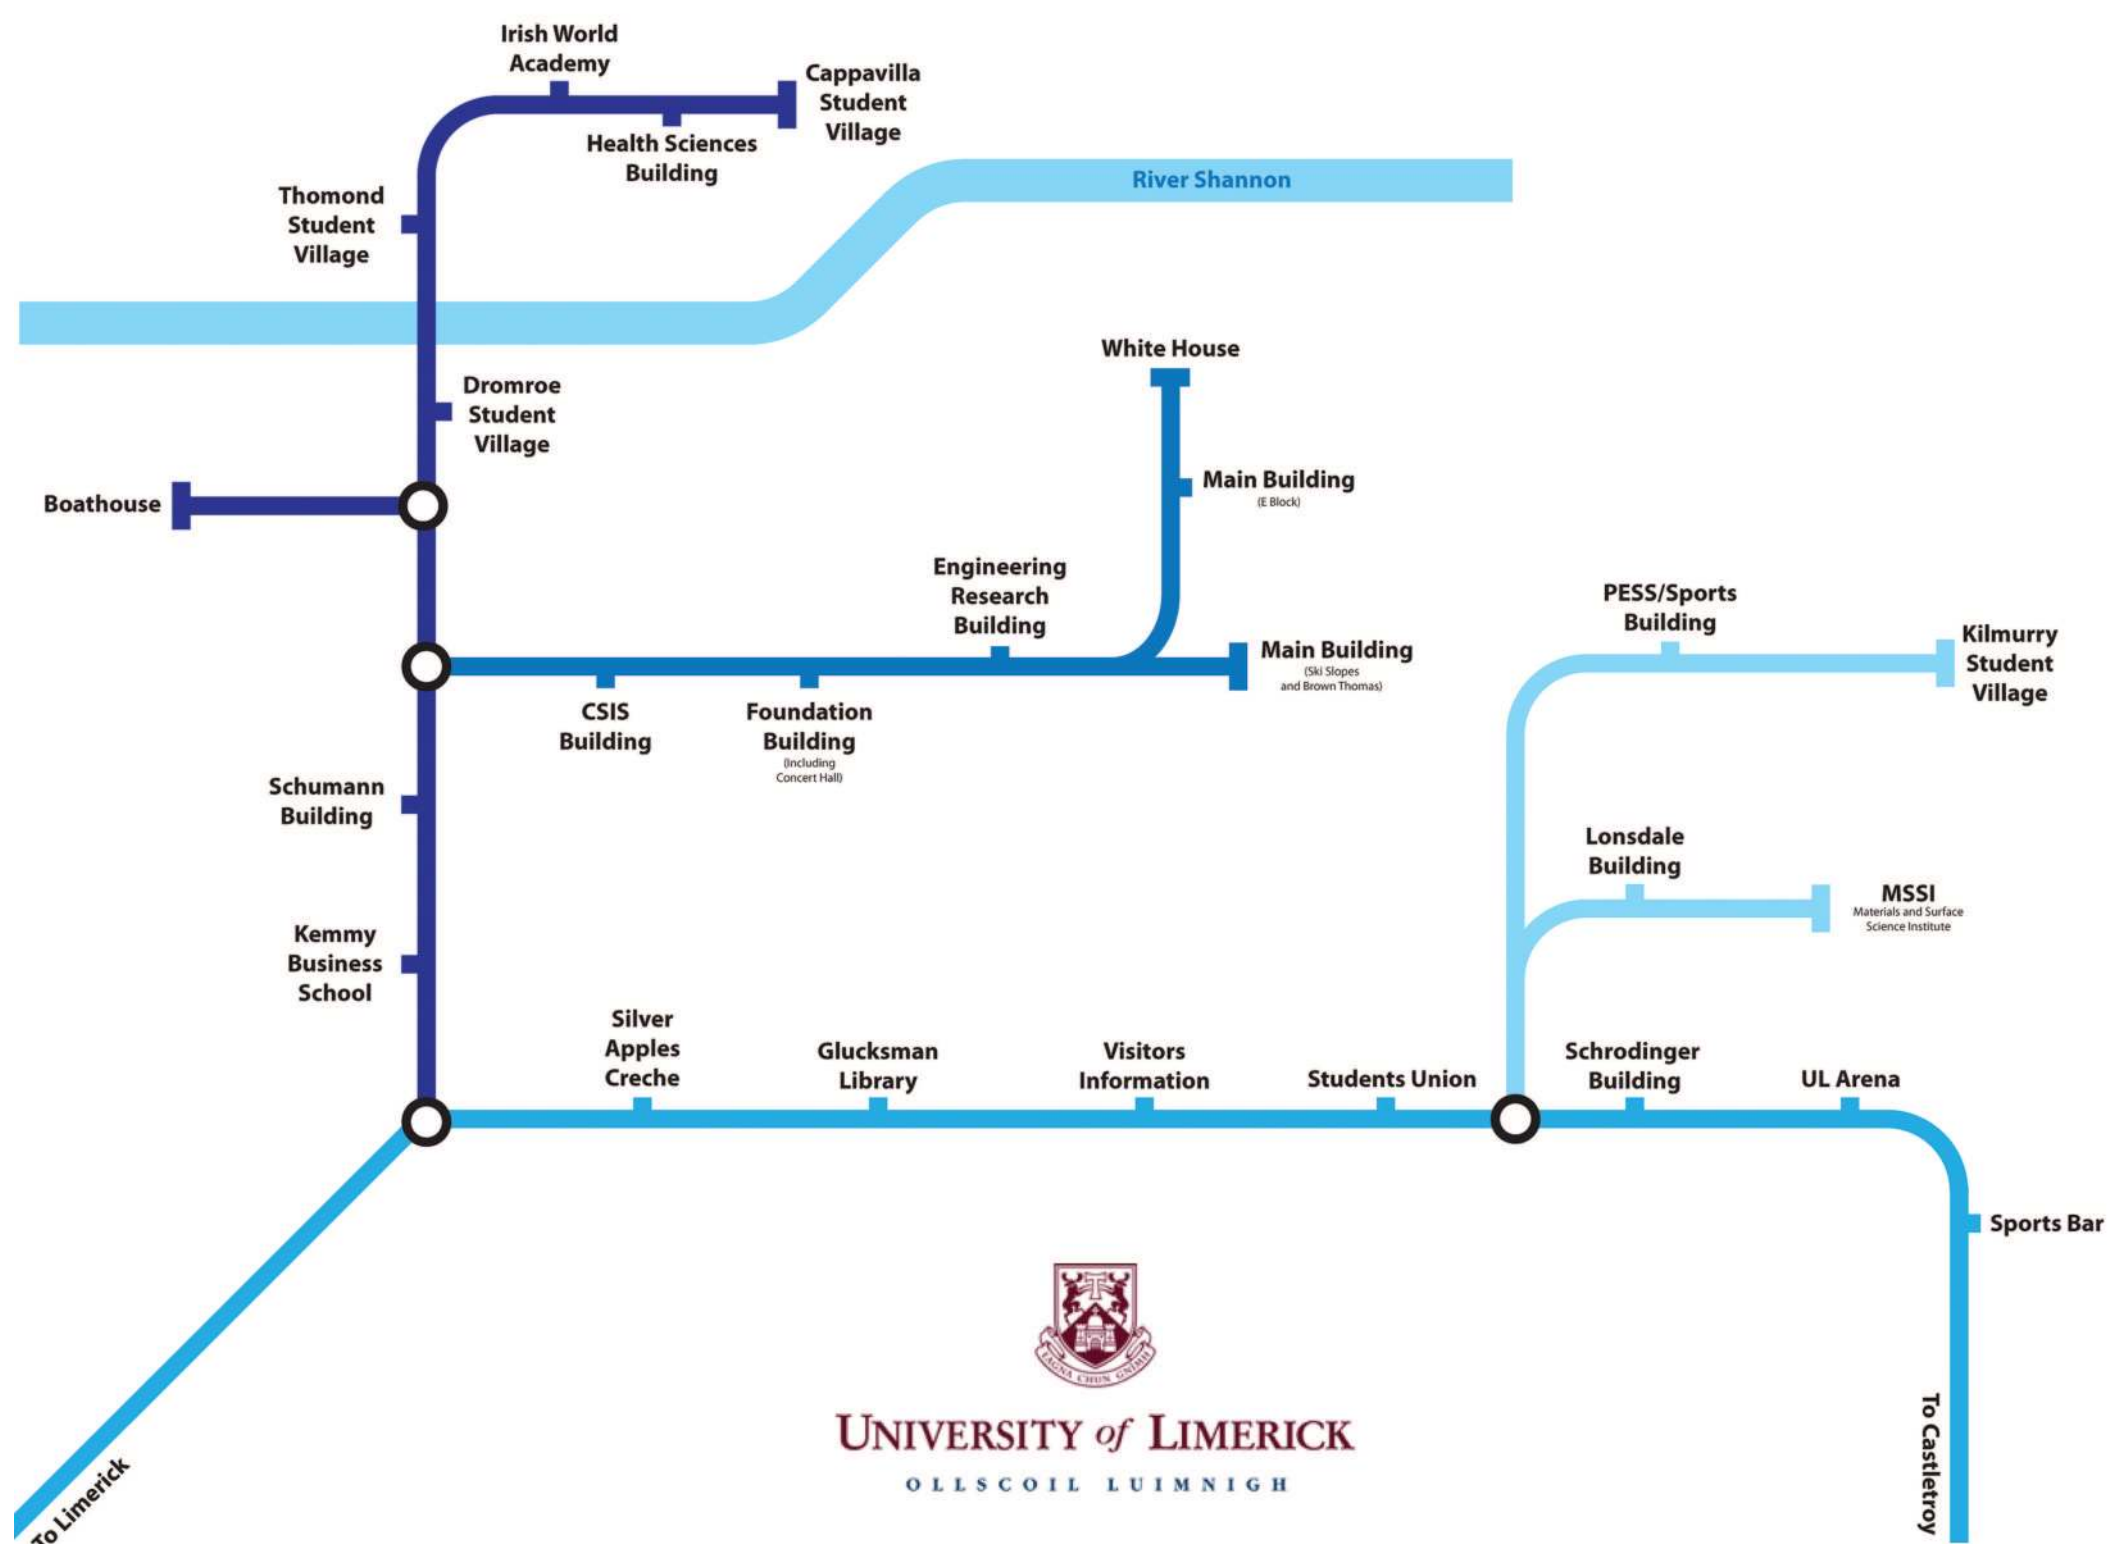 Irish World
Academy
Cappavilla
Student
Village
Health Sciences
Building
River Shannon
Thomond
Student
Village
White House
Dromroe
Student
Village
Main Building
(E Block)
Boathouse
Engineering
Research
Building
PESS/Sports
Building
Kilmurry
Student
Village
Main Building
(Ski Slopes
and Brown Thomas)
CSIS
Building
Foundation
Building
(Including
Concert Hall)
Schumann
Building
Lonsdale
Building
MSSI
Materials and Surface
Science Institute
Kemmy
Business
School
Silver
Apples
Creche
Glucksman
Library
Visitors
Information
Students Union
Schrodinger
Building
UL Arena
Sports Bar
EAGNA CHUN GNÍMH
UNIVERSITY of LIMERICK
OLLSCOIL LUIMNIGH
To Limerick
To Castletroy